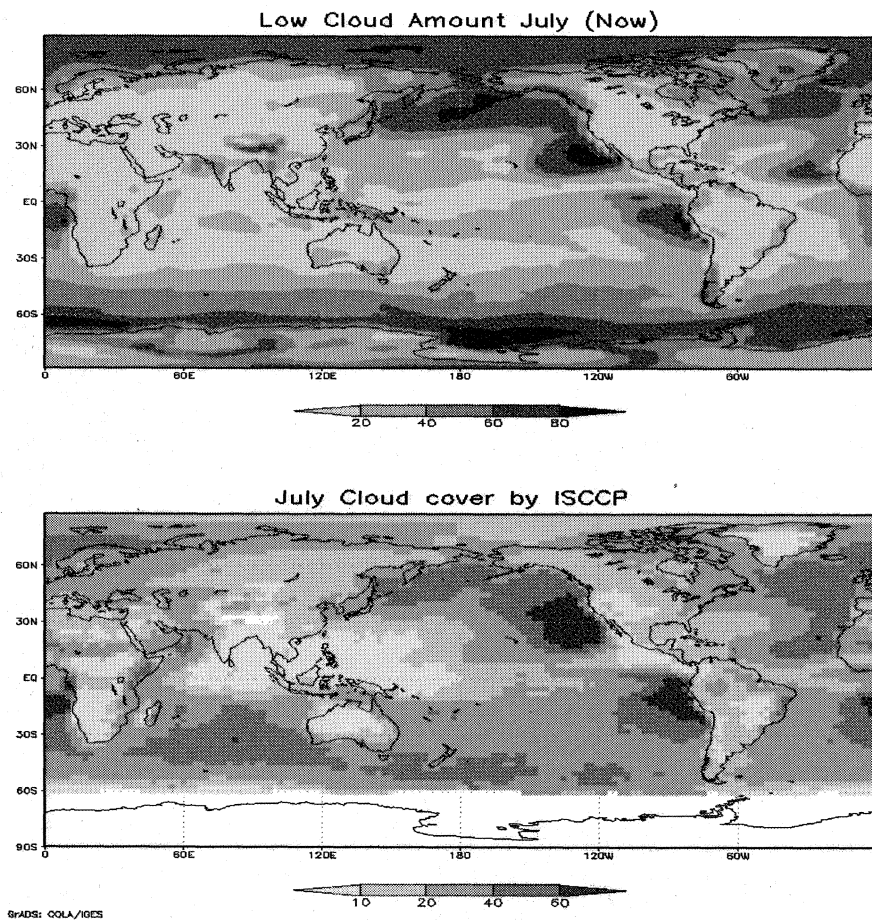 Low Cloud Amount July (Now)
60N
30N
EQ
30S
60S
0 60E 120E 180 120W 60W
20 40 60 80
July Cloud cover by ISCCP
60N
30N
EQ
30S
60S
90S
0 60E 120E 180 120W 60W
10 20 40 60
GrADS: COLA/IGES